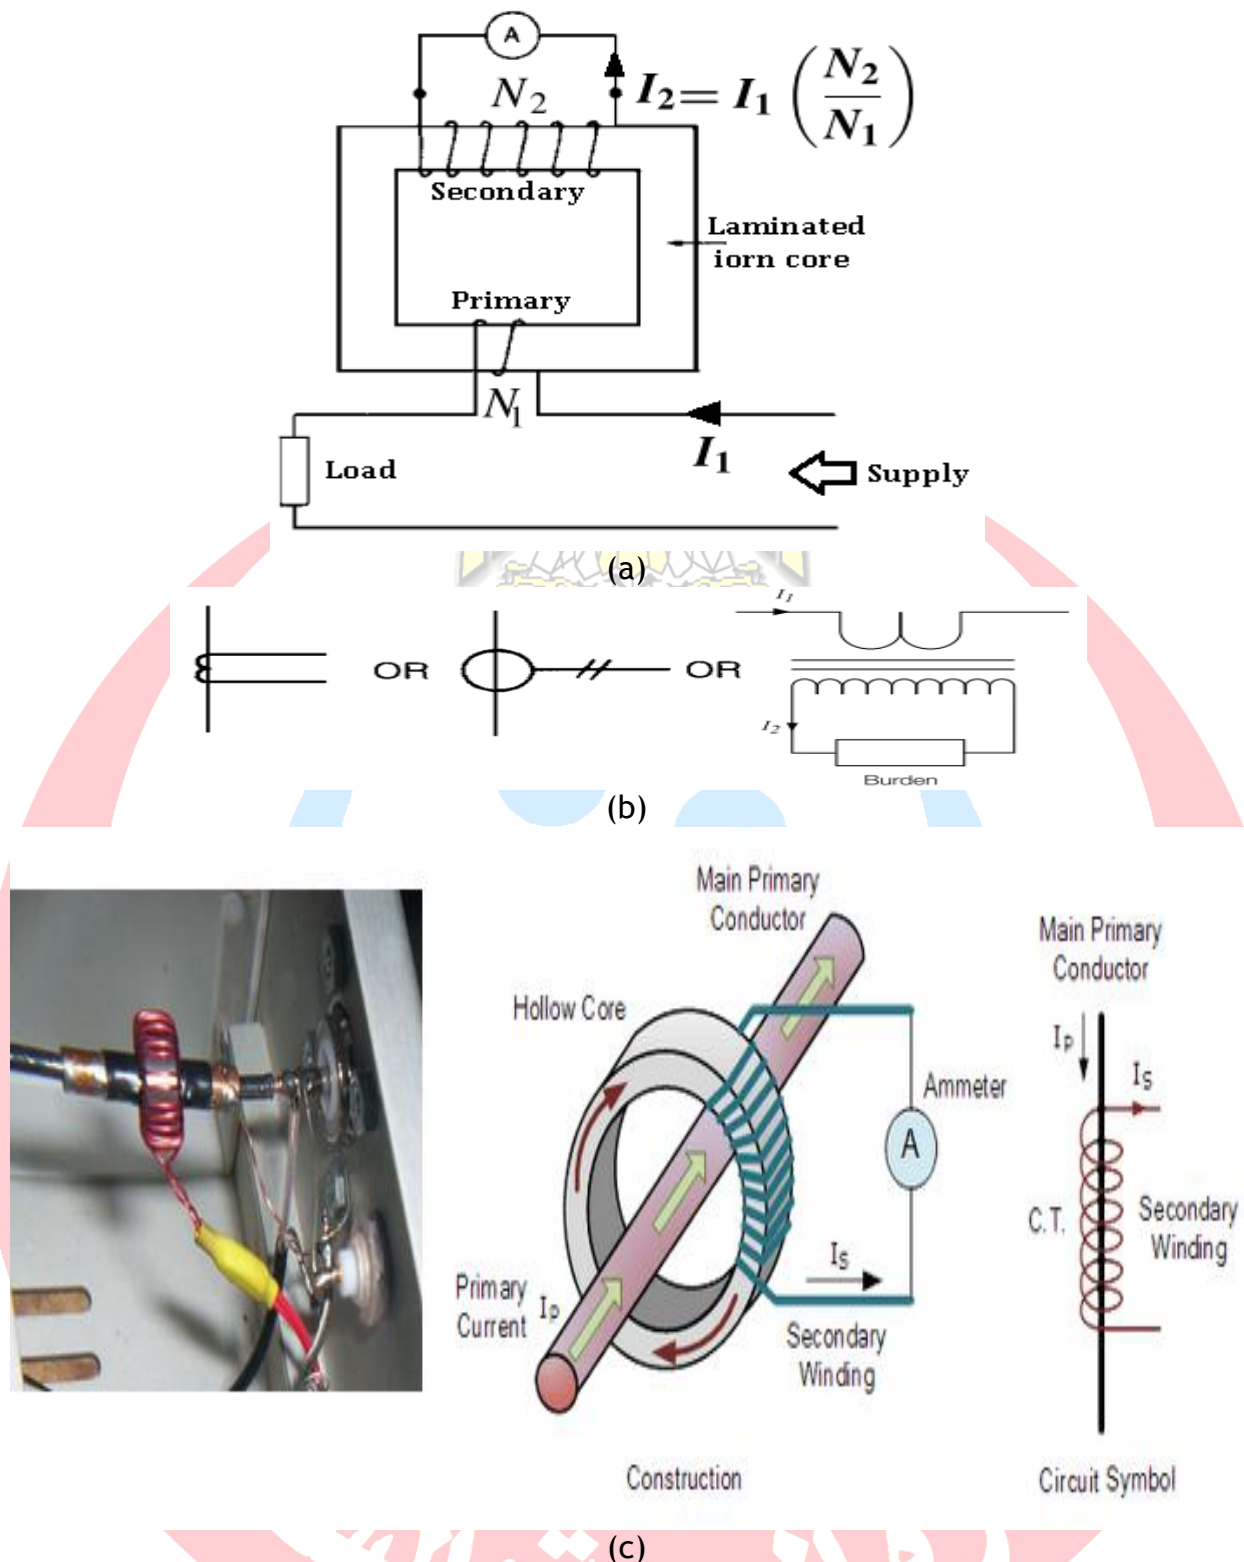 A
N2
I2= I1 (N2/N1)
Secondary
Laminated
iorn core
Primary
N1
I1
Load
Supply
(a)
I1
OR
OR
I2
Burden
(b)
Main Primary
Conductor
Hollow Core
Ammeter
A
Is
Primary
Current
Ip
Secondary
Winding
Construction
Main Primary
Conductor
Ip
Is
C.T.
Secondary
Winding
Circuit Symbol
(c)